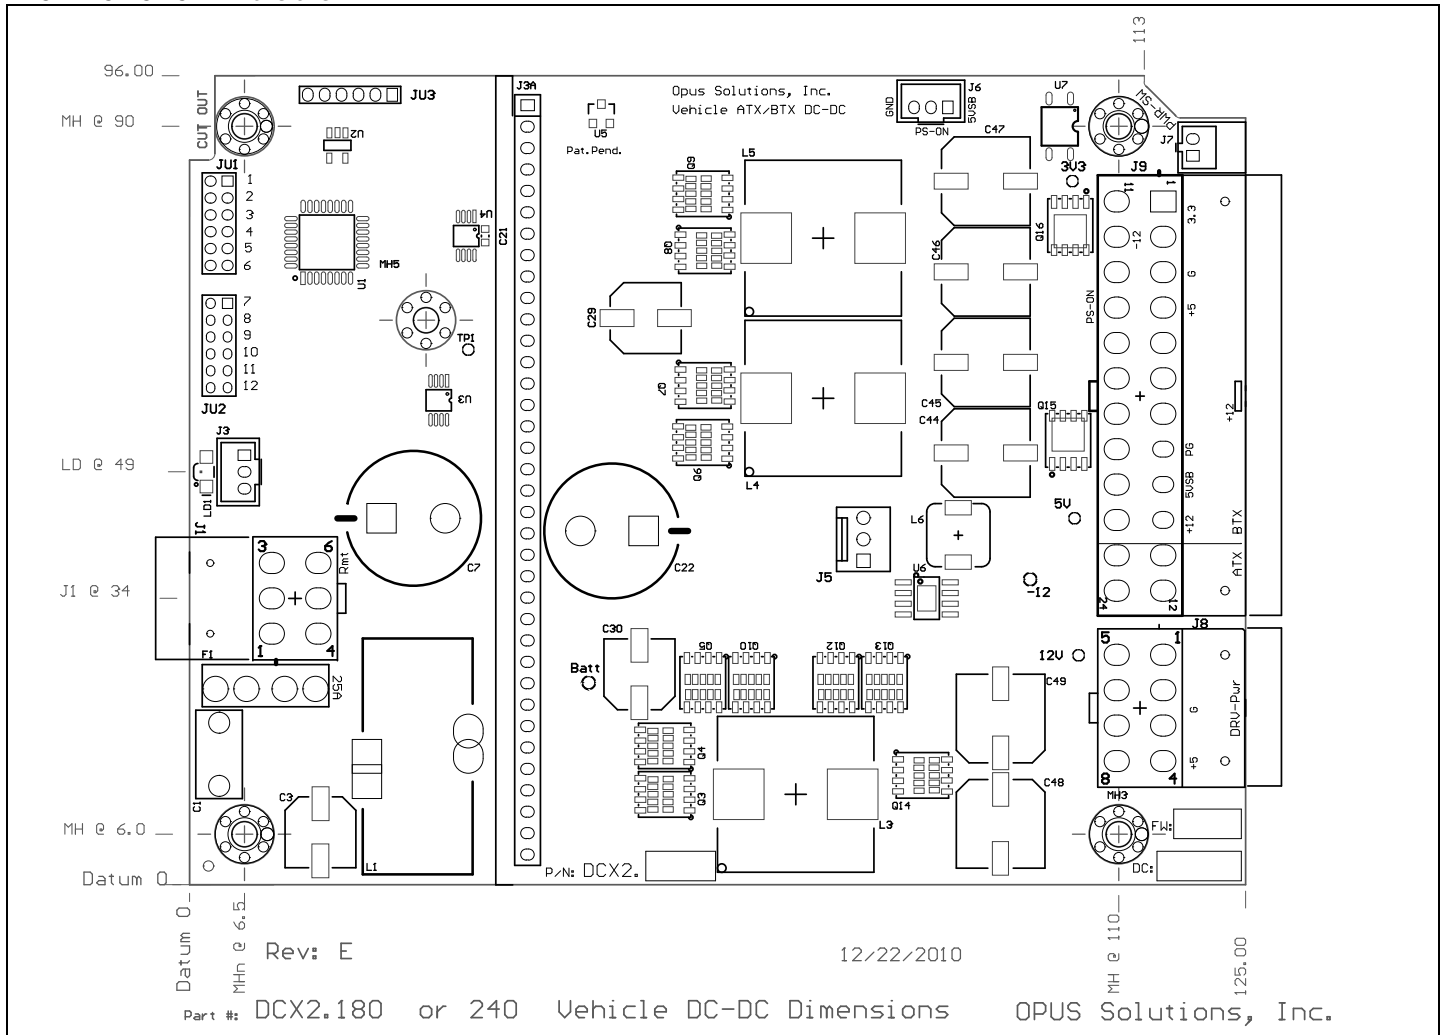 113
96.00
MH @ 90
CUT OUT
JU3
U2
J3A
Opus Solutions, Inc.
Vehicle ATX/BTX DC-DC
U5
Pat.Pend.
J6
GND
5VSB
PS-ON
C47
U7
PWR-SW
J7
JU1
1
2
3
4
5
6
U4
C21
MH5
U1
Q9
L5
Q8
C46
3V3
Q16
J9
11
1
3.3
-12
G
PS-ON
+5
7
8
9
10
11
12
JU2
TP1
U3
C29
Q7
Q6
L4
C45
C44
Q15
+12
PG
5VSB
+12
BTX
ATX
24
12
LD @ 49
J3
LD1
J1
C7
C22
5V
L6
J5
U6
-12
J1 @ 34
3
6
Rmt
1
4
F1
25A
C30
Batt
Q5
Q10
Q12
Q13
12V
C49
J8
5
1
G
DRV-Pwr
+5
8
4
Q4
Q3
Q14
C48
L3
MH3
C1
C3
L1
MH @ 6.0
FW:
DC:
P/N: DCX2.
Datum 0
Datum 0
MHn @ 6.5
MH @ 110
125.00
Rev: E
12/22/2010
Part #: DCX2.180 or 240 Vehicle DC-DC Dimensions OPUS Solutions, Inc.